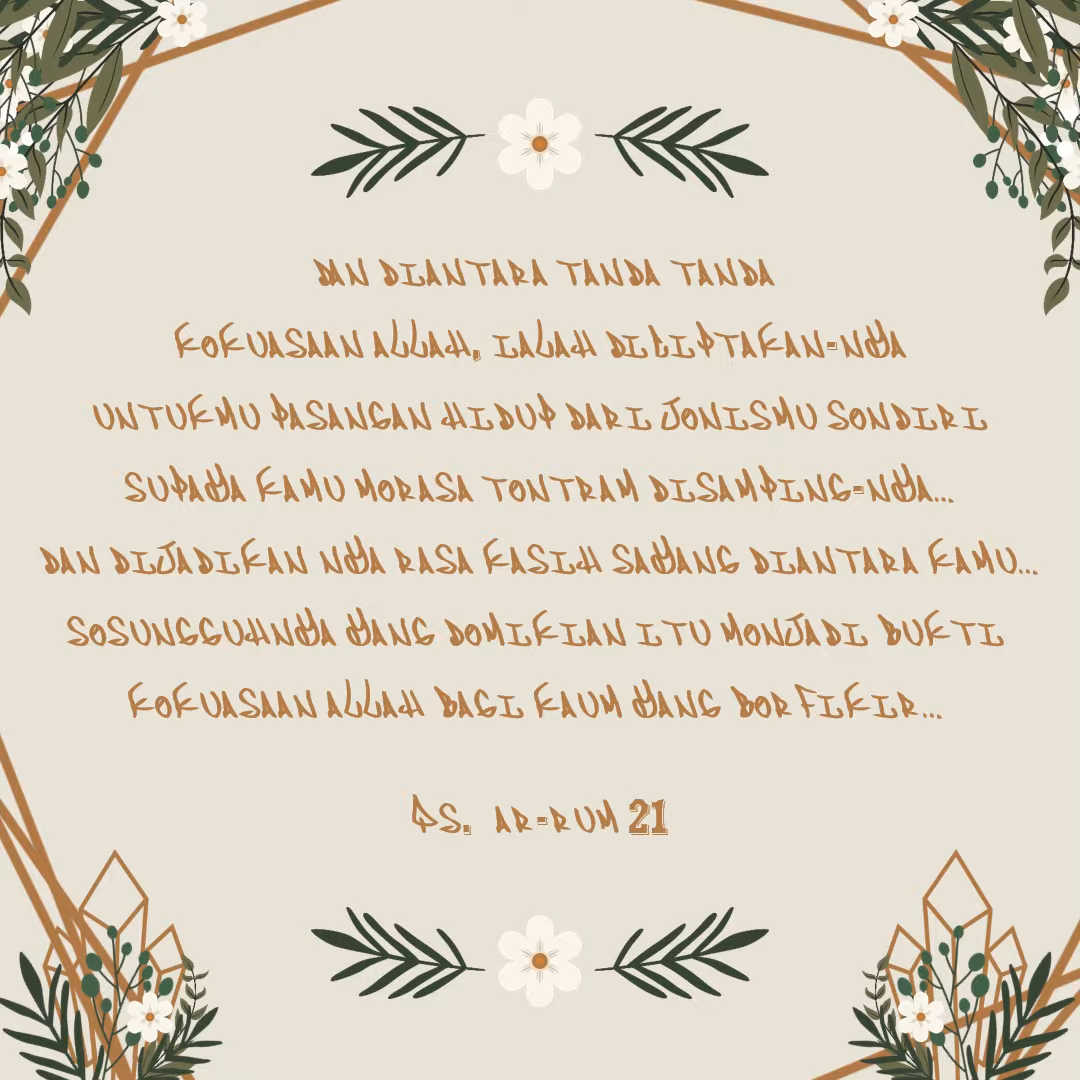 DAN DIANTARA TANDA TANDA
KEKUASAAN ALLAH, IALAH DICIPTAKAN-NYA
UNTUKMU PASANGAN HIDUP DARI JENISMU SENDIRI
SUPAYA KAMU MERASA TENTRAM DISAMPING-NYA...
DAN DIJADIKAN NYA RASA KASIH SAYANG DIANTARA KAMU...
SESUNGGUHNYA YANG DEMIKIAN ITU MENJADI BUKTI
KEKUASAAN ALLAH BAGI KAUM YANG BER FIKIR...
QS. AR-RUM 21